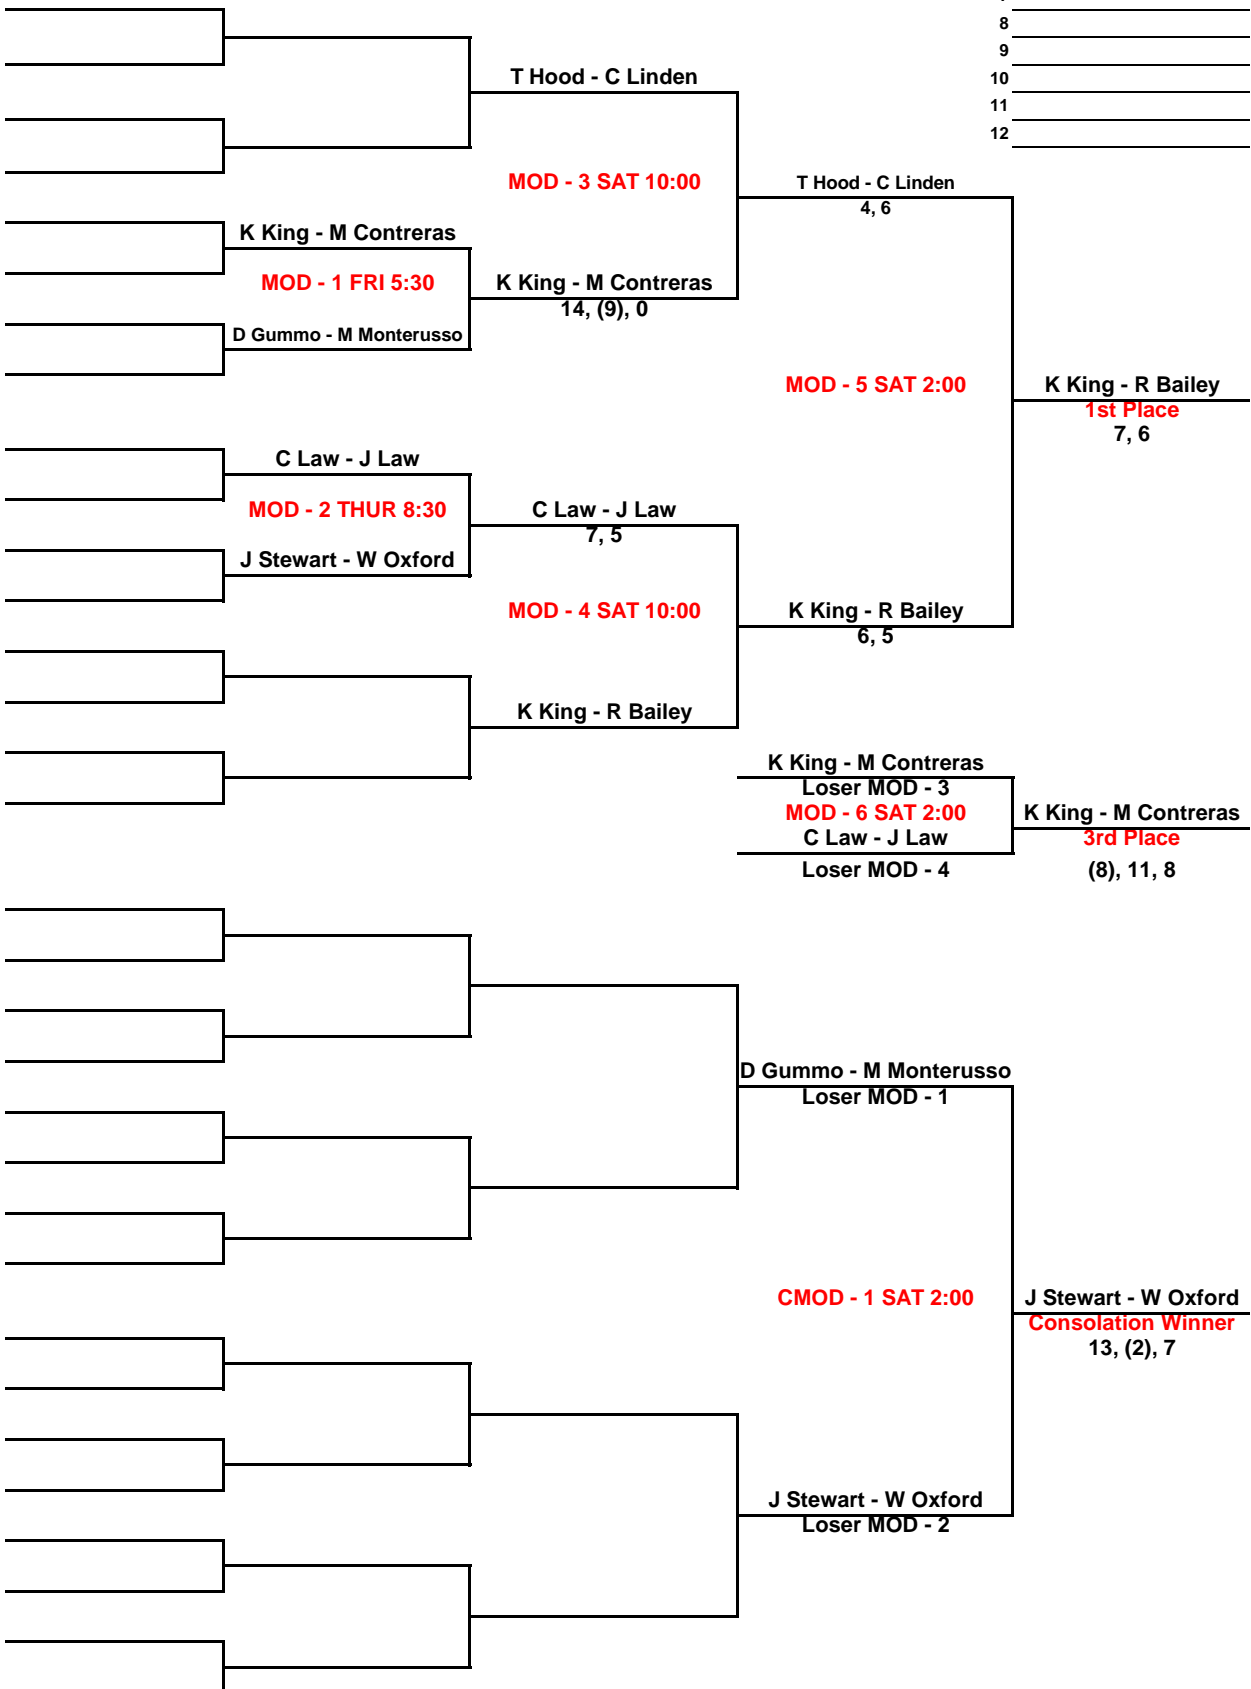 8
9
T Hood - C Linden
10
11
12
MOD - 3 SAT 10:00
T Hood - C Linden
4, 6
K King - M Contreras
MOD - 1 FRI 5:30
K King - M Contreras
14, (9), 0
D Gummo - M Monterusso
MOD - 5 SAT 2:00
K King - R Bailey
1st Place
7, 6
C Law - J Law
MOD - 2 THUR 8:30
C Law - J Law
7, 5
J Stewart - W Oxford
MOD - 4 SAT 10:00
K King - R Bailey
6, 5
K King - R Bailey
K King - M Contreras
Loser MOD - 3
MOD - 6 SAT 2:00
K King - M Contreras
C Law - J Law
3rd Place
Loser MOD - 4
(8), 11, 8
D Gummo - M Monterusso
Loser MOD - 1
CMOD - 1 SAT 2:00
J Stewart - W Oxford
Consolation Winner
13, (2), 7
J Stewart - W Oxford
Loser MOD - 2